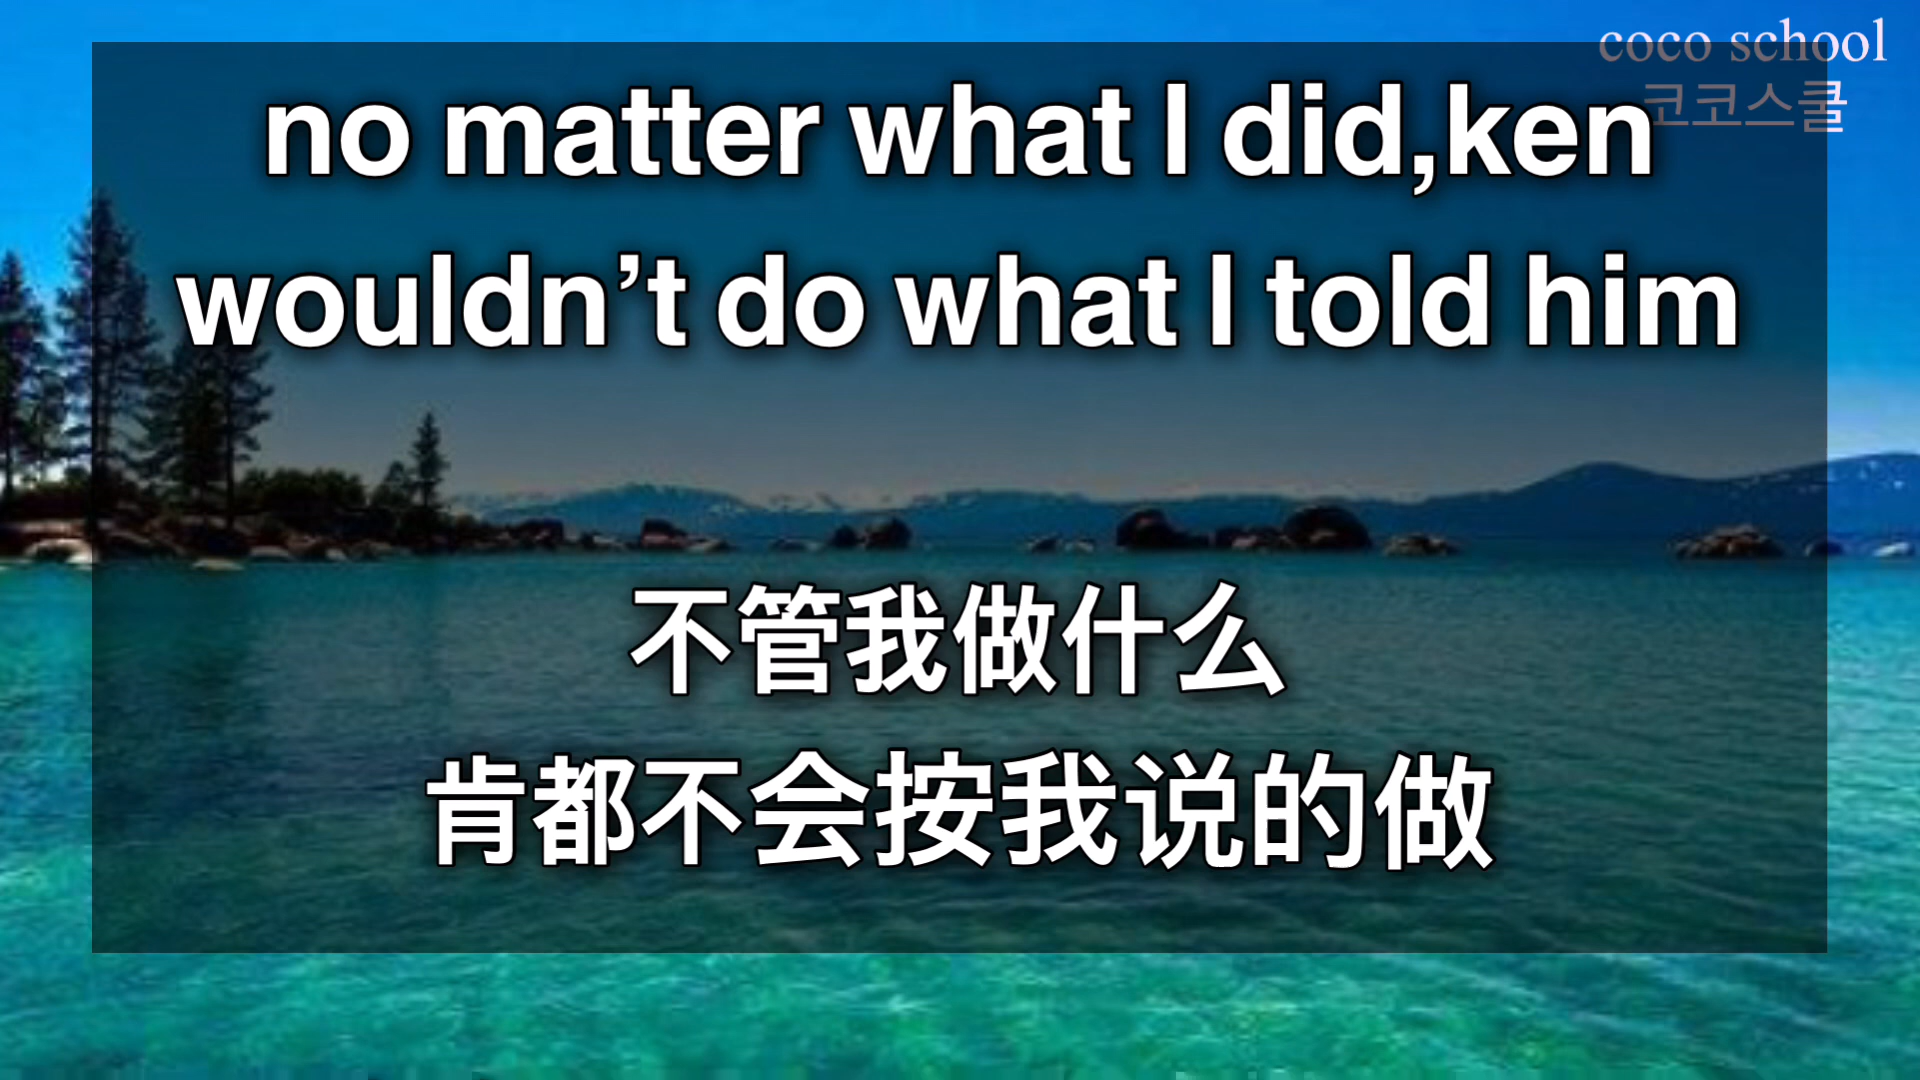 coco school
코코스쿨
no matter what I did,ken
wouldn’t do what I told him
不管我做什么
肯都不会按我说的做